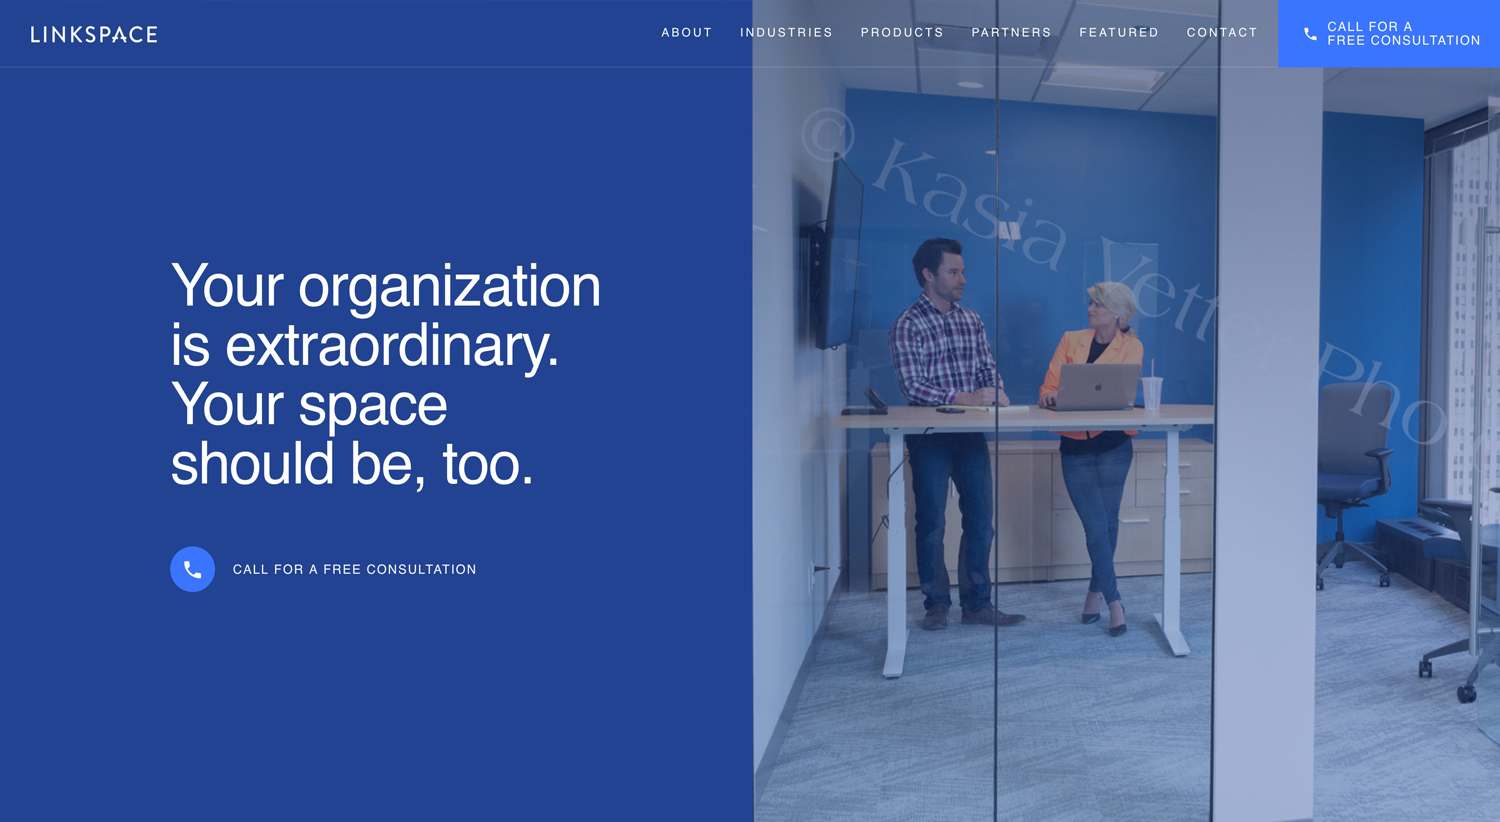 LINKSPACE
ABOUT
INDUSTRIES
PRODUCTS
PARTNERS
FEATURED
CONTACT
CALL FOR A
FREE CONSULTATION
Your organization
is extraordinary.
Your space
should be, too.
CALL FOR A FREE CONSULTATION
© Kasia Vetter Pho